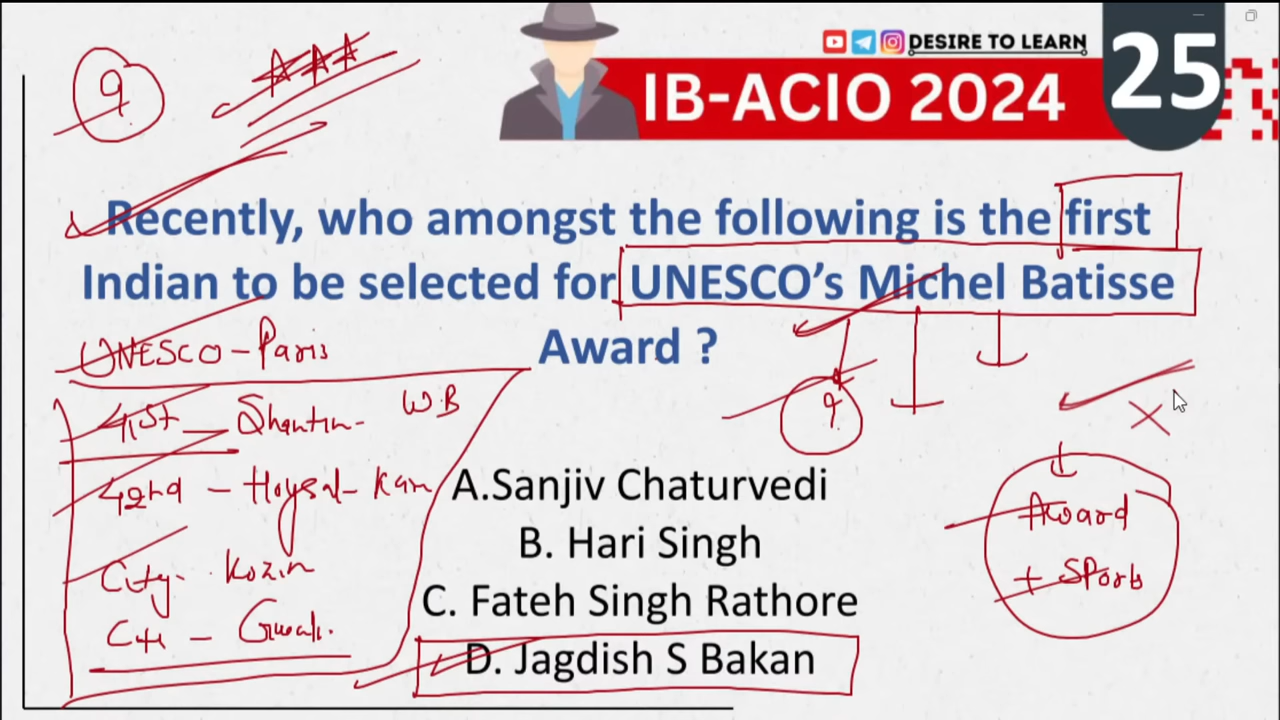 DESIRE TO LEARN
IB-ACIO 2024
25
9
Recently, who amongst the following is the first
Indian to be selected for UNESCO's Michel Batisse
Award ?
UNESCO - Paris
41st - Shantin - W.B
42nd - Hoysal - Kan
City - Kozin
- Gwali.
9
A.Sanjiv Chaturvedi
B. Hari Singh
C. Fateh Singh Rathore
D. Jagdish S Bakan
Award
+ Sports